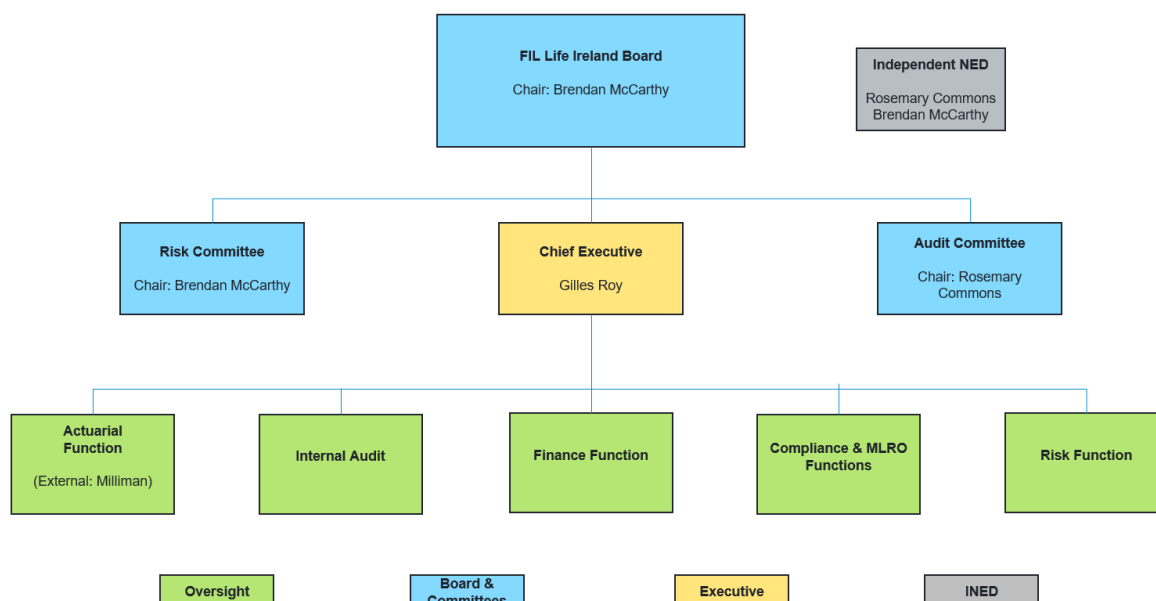 FIL Life Ireland Board
Chair: Brendan McCarthy
Independent NED
Rosemary Commons
Brendan McCarthy
Risk Committee
Chair: Brendan McCarthy
Chief Executive
Gilles Roy
Audit Committee
Chair: Rosemary
Commons
Actuarial
Function
(External: Milliman)
Internal Audit
Finance Function
Compliance & MLRO
Functions
Risk Function
Oversight
Board &
Committees
Executive
INED